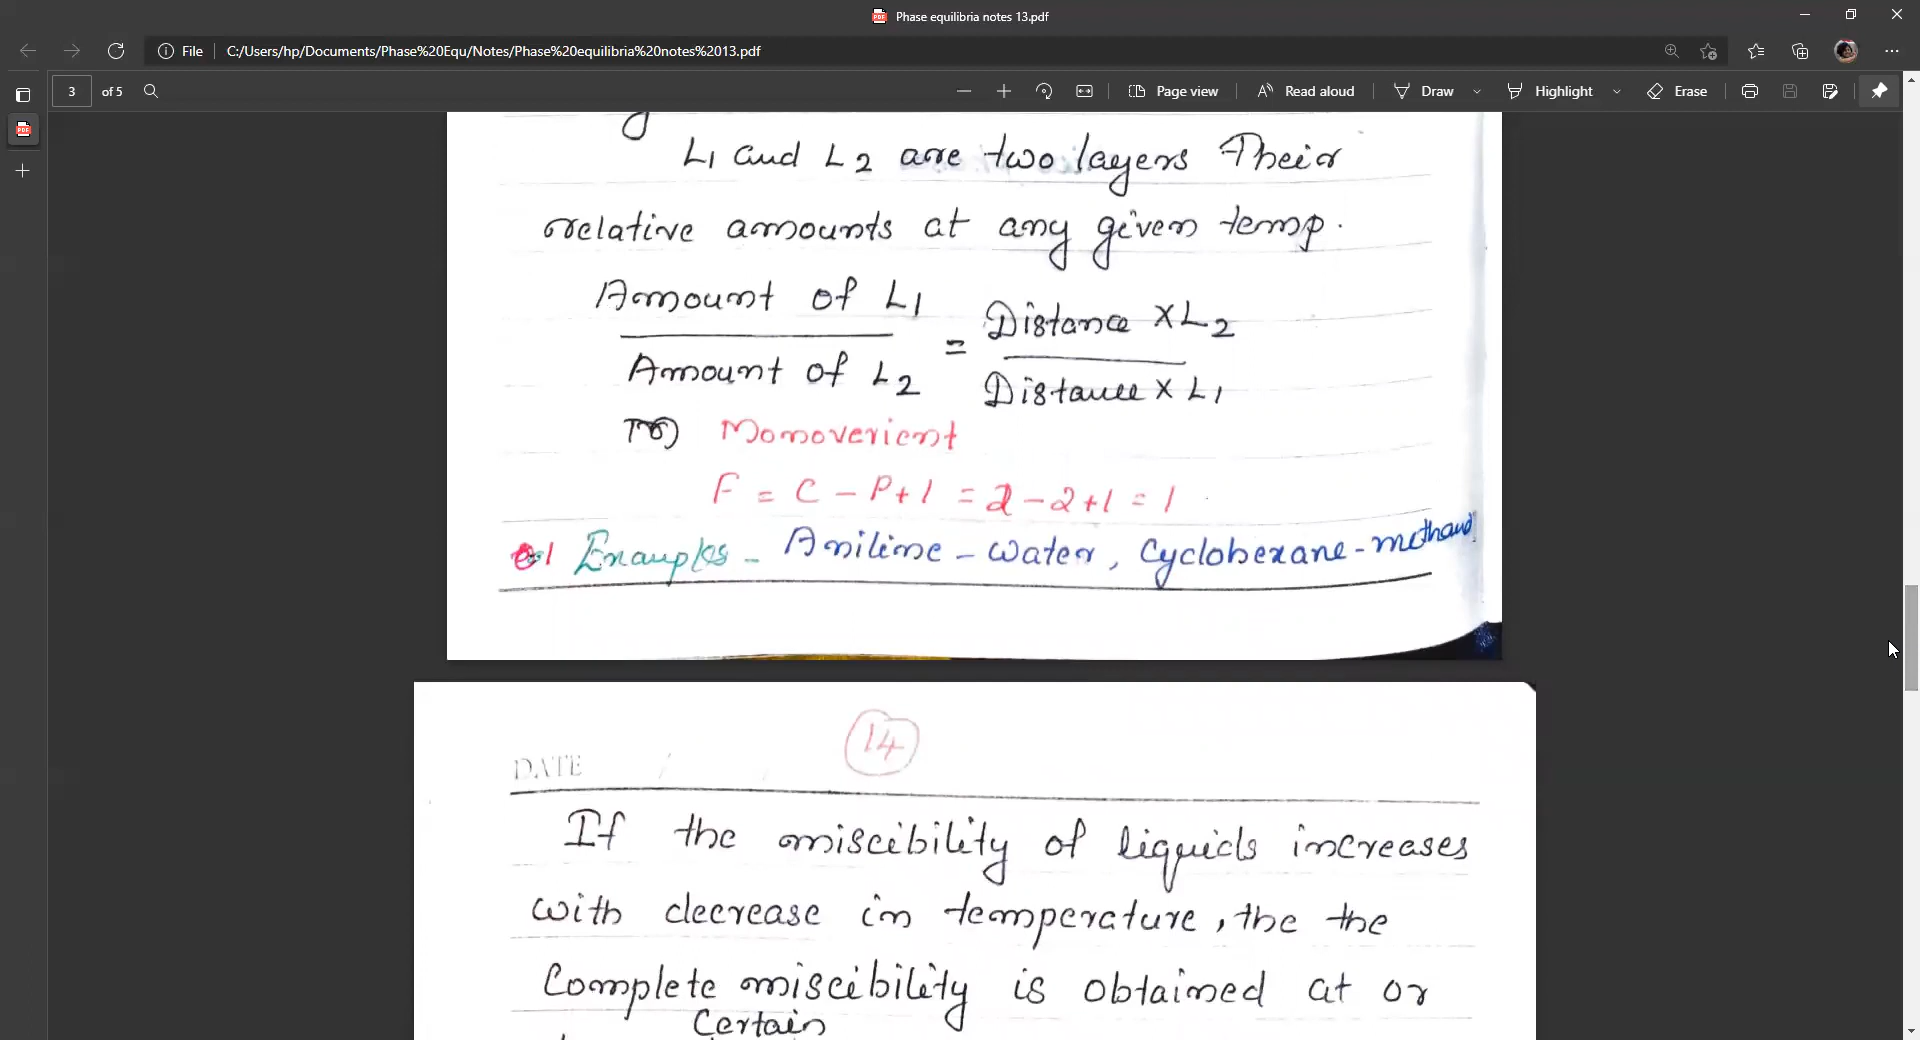 Phase equilibria notes 13.pdf
File C:/Users/hp/Documents/Phase%20Equ/Notes/Phase%20equilibria%20notes%2013.pdf
3 of 5 Page view Read aloud Draw Highlight Erase
L1 and L2 are two layers Their
relative amounts at any given temp.
Amount of L1 / Amount of L2 = Distance XL2 / Distance X L1
Monoverient
F = C - P+1 = 2-2+1 = 1
Examples - Aniline - water, Cyclohexane - methanol
14
DATE
If the miscibility of liquids increases
with decrease in temperature, the the
Complete miscibility is obtained at or
Certain